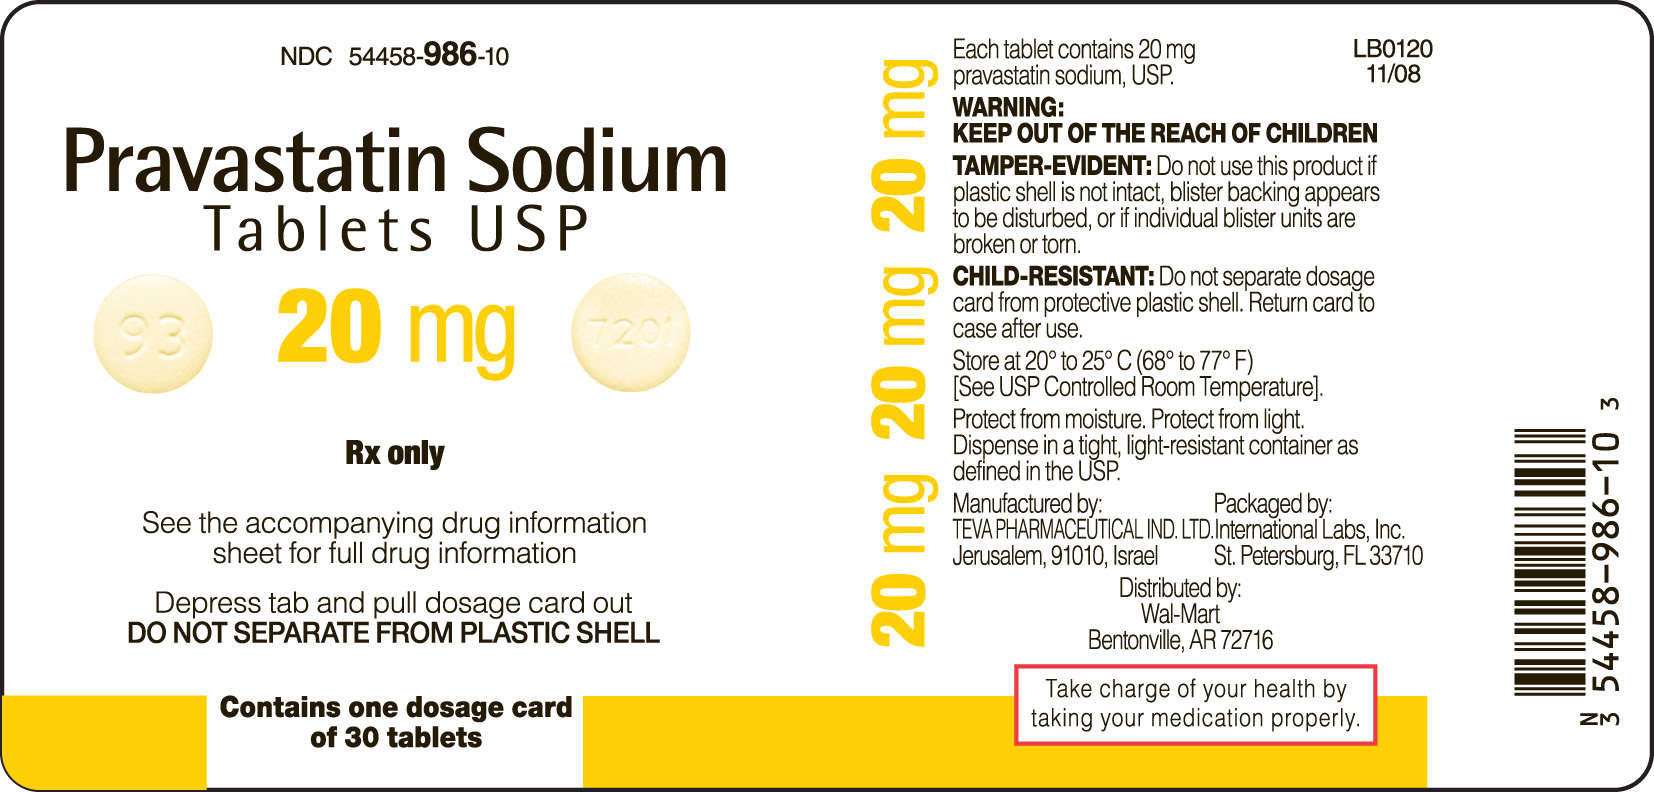 NDC 54458-986-10
Pravastatin Sodium
Tablets USP
93
20 mg
7201
Rx only
See the accompanying drug information
sheet for full drug information
Depress tab and pull dosage card out
DO NOT SEPARATE FROM PLASTIC SHELL
Contains one dosage card
of 30 tablets
20 mg 20 mg 20 mg
Each tablet contains 20 mg
pravastatin sodium, USP.
LB0120
11/08
WARNING:
KEEP OUT OF THE REACH OF CHILDREN
TAMPER-EVIDENT: Do not use this product if
plastic shell is not intact, blister backing appears
to be disturbed, or if individual blister units are
broken or torn.
CHILD-RESISTANT: Do not separate dosage
card from protective plastic shell. Return card to
case after use.
Store at 20° to 25° C (68° to 77° F)
[See USP Controlled Room Temperature].
Protect from moisture. Protect from light.
Dispense in a tight, light-resistant container as
defined in the USP.
Manufactured by:
TEVA PHARMACEUTICAL IND. LTD.
Jerusalem, 91010, Israel
Packaged by:
International Labs, Inc.
St. Petersburg, FL 33710
Distributed by:
Wal-Mart
Bentonville, AR 72716
Take charge of your health by
taking your medication properly.
N
3 54458-986-10 3